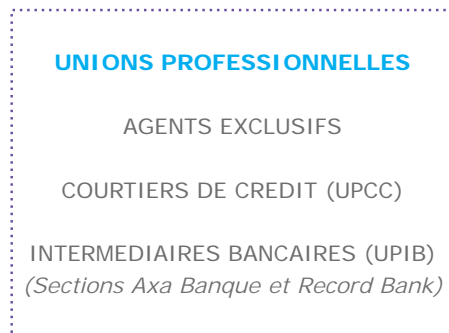 UNIONS PROFESSIONNELLES
AGENTS EXCLUSIFS
COURTIERS DE CREDIT (UPCC)
INTERMEDIAIRES BANCAIRES (UPIB)
(Sections Axa Banque et Record Bank)